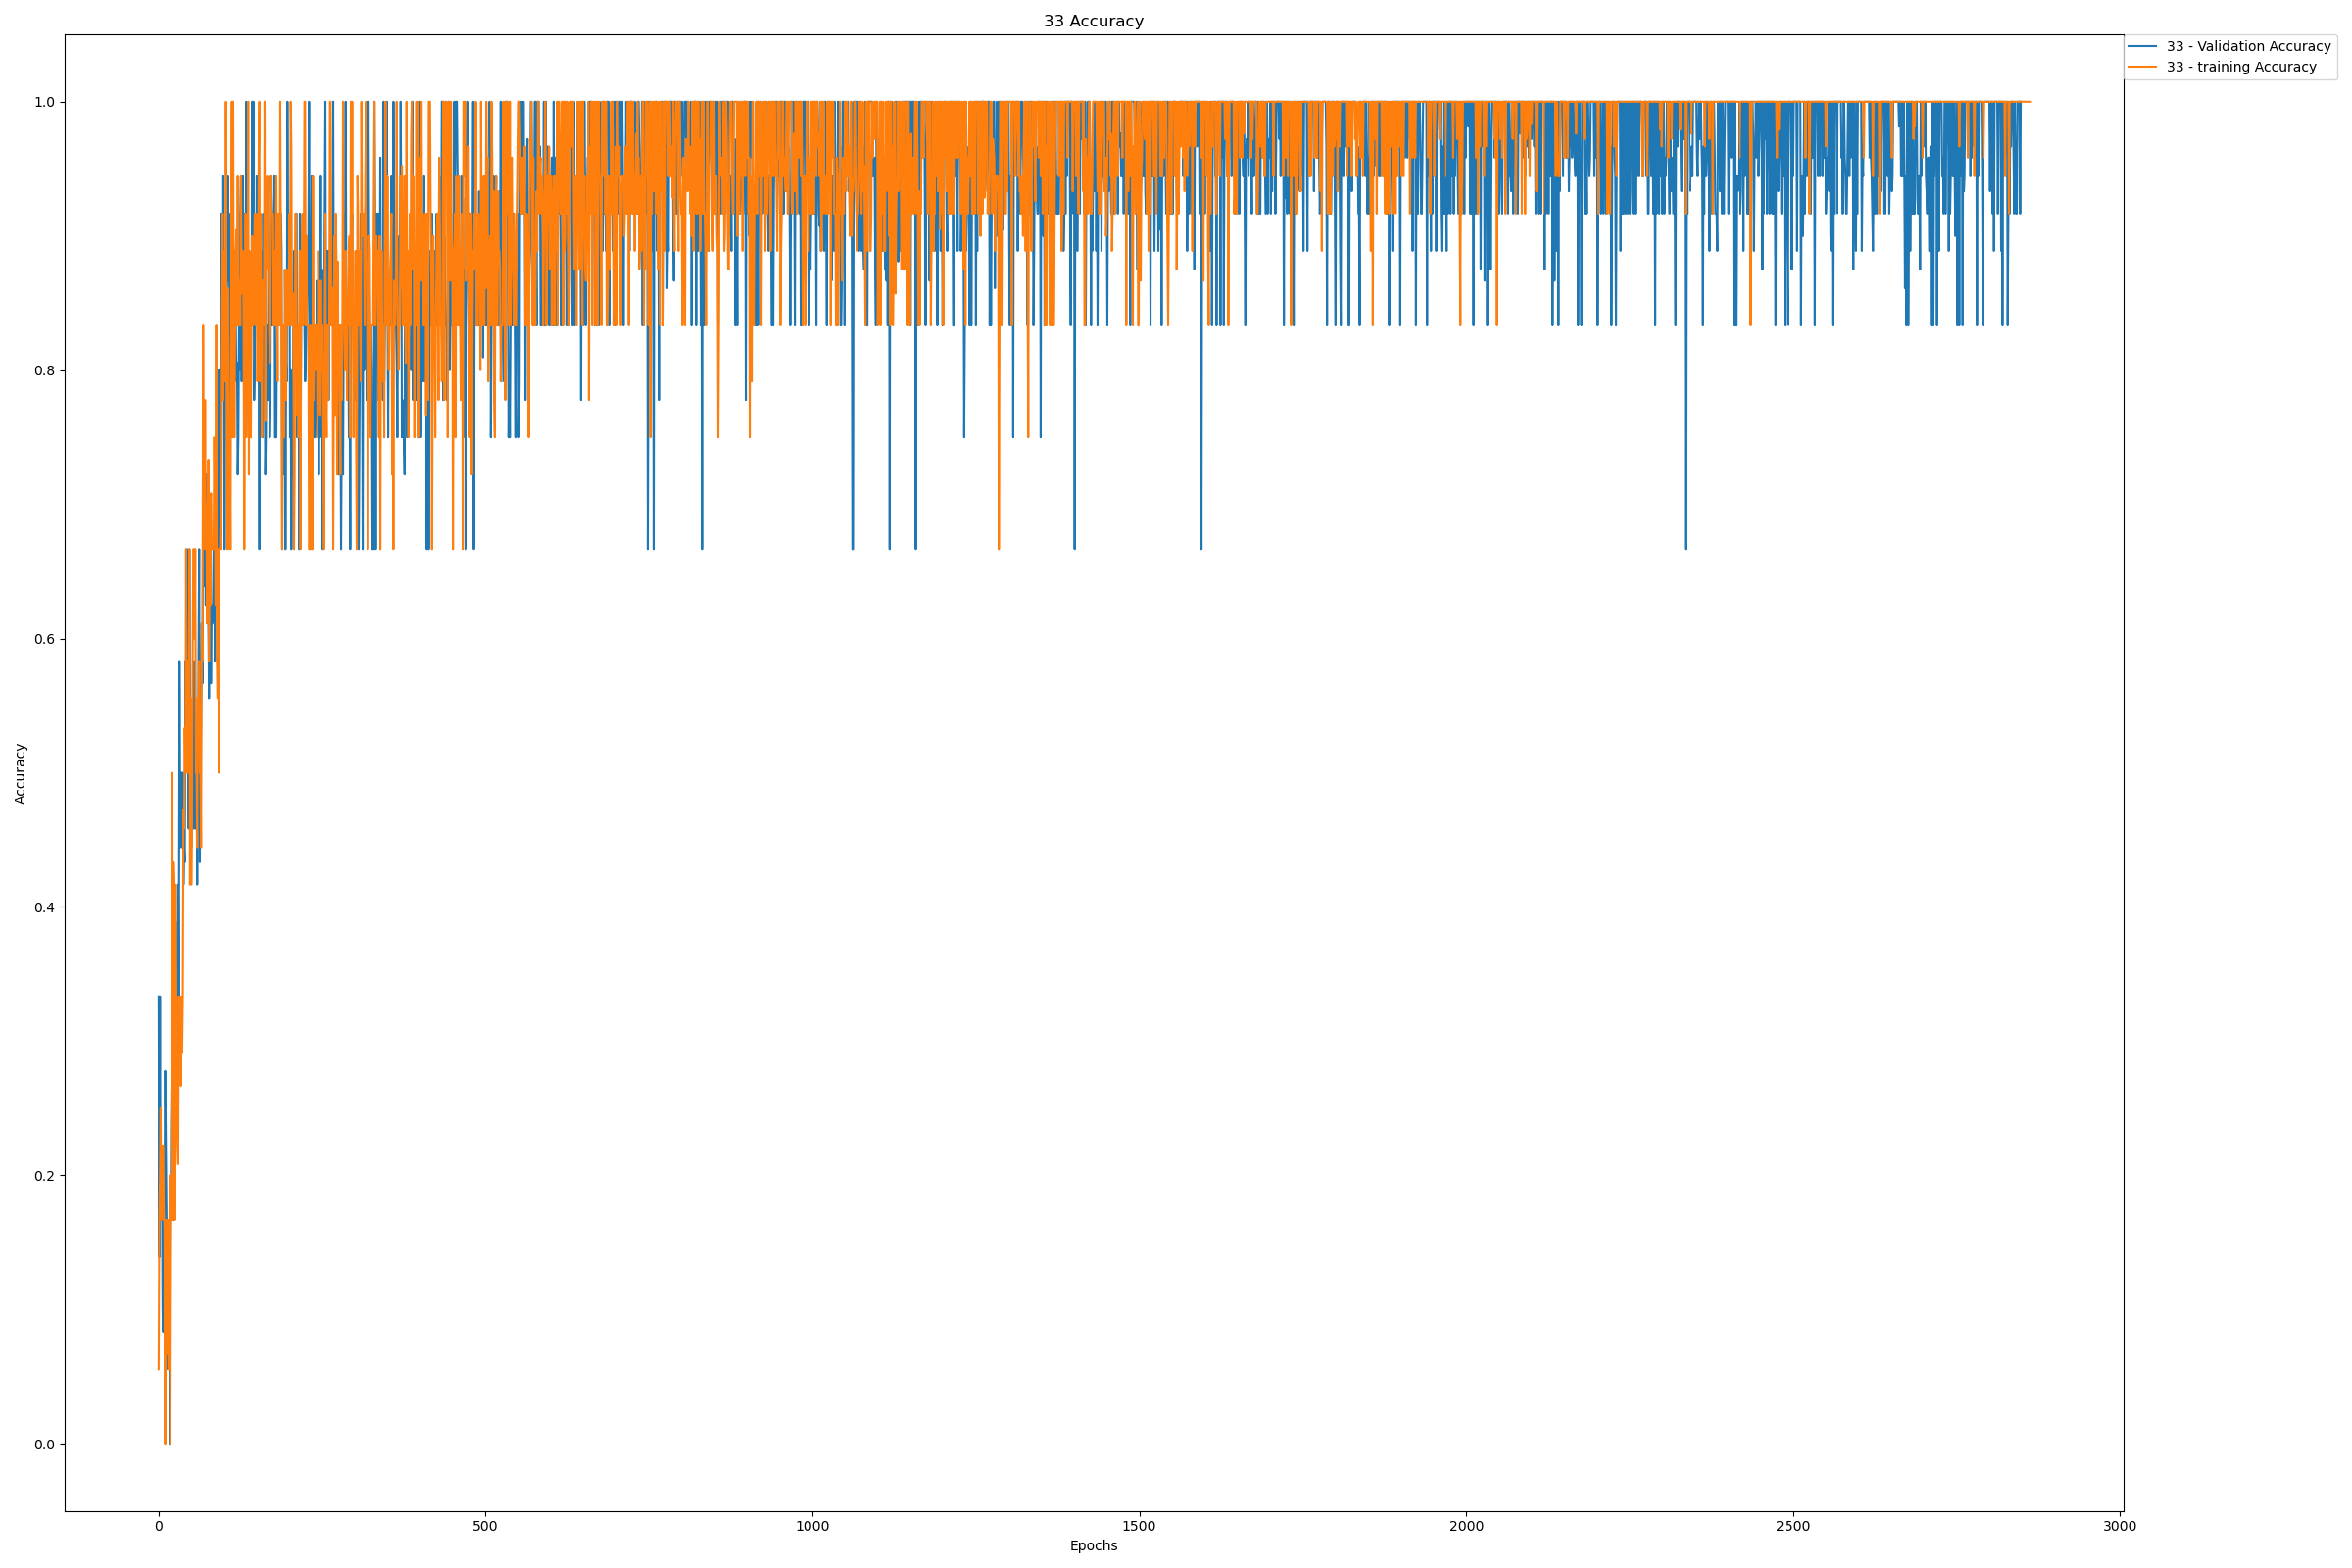 33 Accuracy
33 - Validation Accuracy
33 - training Accuracy
1.0
0.8
0.6
0.4
0.2
0.0
Accuracy
0 500 1000 1500 2000 2500 3000
Epochs